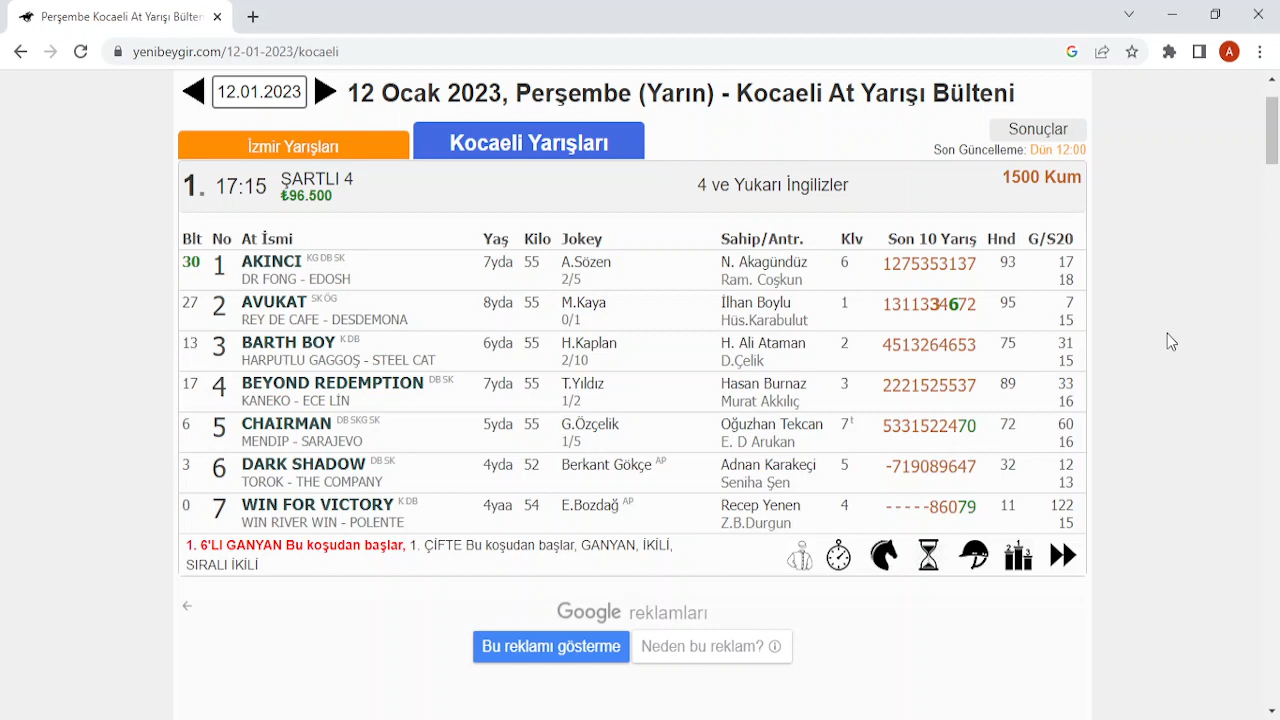 Perşembe Kocaeli At Yarışı Bülten
yenibeygir.com/12-01-2023/kocaeli
A
12.01.2023 12 Ocak 2023, Perşembe (Yarın) - Kocaeli At Yarışı Bülteni
İzmir Yarışları Kocaeli Yarışları Sonuçlar
Son Güncelleme: Dün 12:00
1. 17:15 ŞARTLI 4 4 ve Yukarı İngilizler 1500 Kum
₺96.500
Blt No At İsmi Yaş Kilo Jokey Sahip/Antr. Klv Son 10 Yarış Hnd G/S20
30 1 AKINCI KG DB SK 7yda 55 A.Sözen N. Akagündüz 6 1275353137 93 17
DR FONG - EDOSH 2/5 Ram. Coşkun 18
27 2 AVUKAT SK ÖG 8yda 55 M.Kaya İlhan Boylu 1 1311334672 95 7
REY DE CAFE - DESDEMONA 0/1 Hüs.Karabulut 15
13 3 BARTH BOY K DB 6yda 55 H.Kaplan H. Ali Ataman 2 4513264653 75 31
HARPUTLU GAGGOŞ - STEEL CAT 2/10 D.Çelik 15
17 4 BEYOND REDEMPTION DB SK 7yda 55 T.Yıldız Hasan Burnaz 3 2221525537 89 33
KANEKO - ECE LİN 1/2 Murat Akkılıç 16
6 5 CHAIRMAN DB SKG SK 5yda 55 G.Özçelik Oğuzhan Tekcan 7t 5331522470 72 60
MENDIP - SARAJEVO 1/5 E. D Arukan 16
3 6 DARK SHADOW DB SK 4yda 52 Berkant Gökçe AP Adnan Karakeçi 5 -719089647 32 12
TOROK - THE COMPANY Seniha Şen 13
0 7 WIN FOR VICTORY K DB 4yaa 54 E.Bozdağ AP Recep Yenen 4 -----86079 11 122
WIN RIVER WIN - POLENTE Z.B.Durgun 15
1. 6'LI GANYAN Bu koşudan başlar, 1. ÇİFTE Bu koşudan başlar, GANYAN, İKİLİ,
SIRALI İKİLİ
Google reklamları
Bu reklamı gösterme Neden bu reklam?